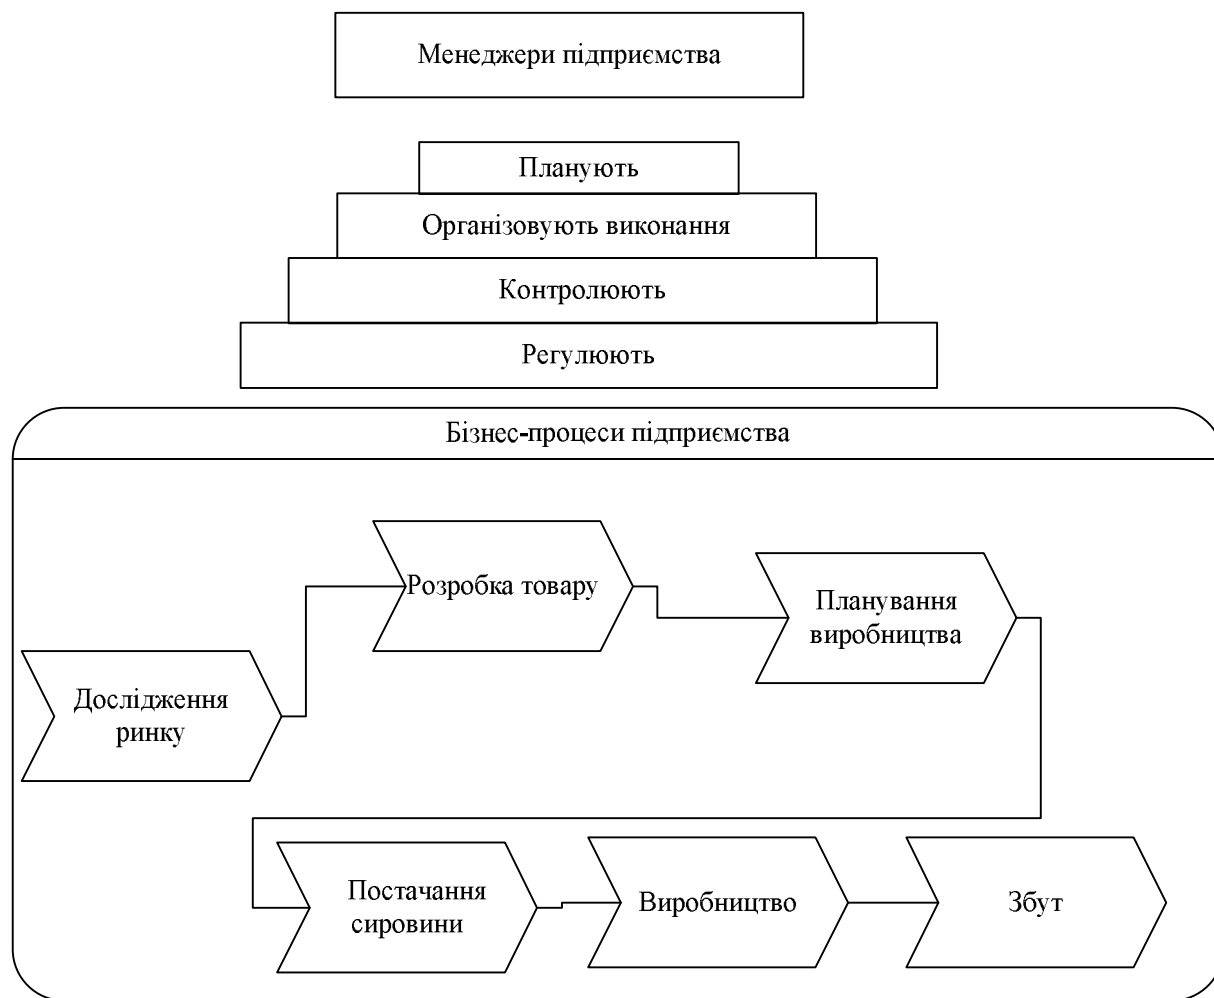 Менеджери підприємства
Планують
Організовують виконання
Контролюють
Регулюють
Бізнес-процеси підприємства
Розробка товару
Планування
виробництва
Дослідження
ринку
Постачання
сировини
Виробництво
Збут